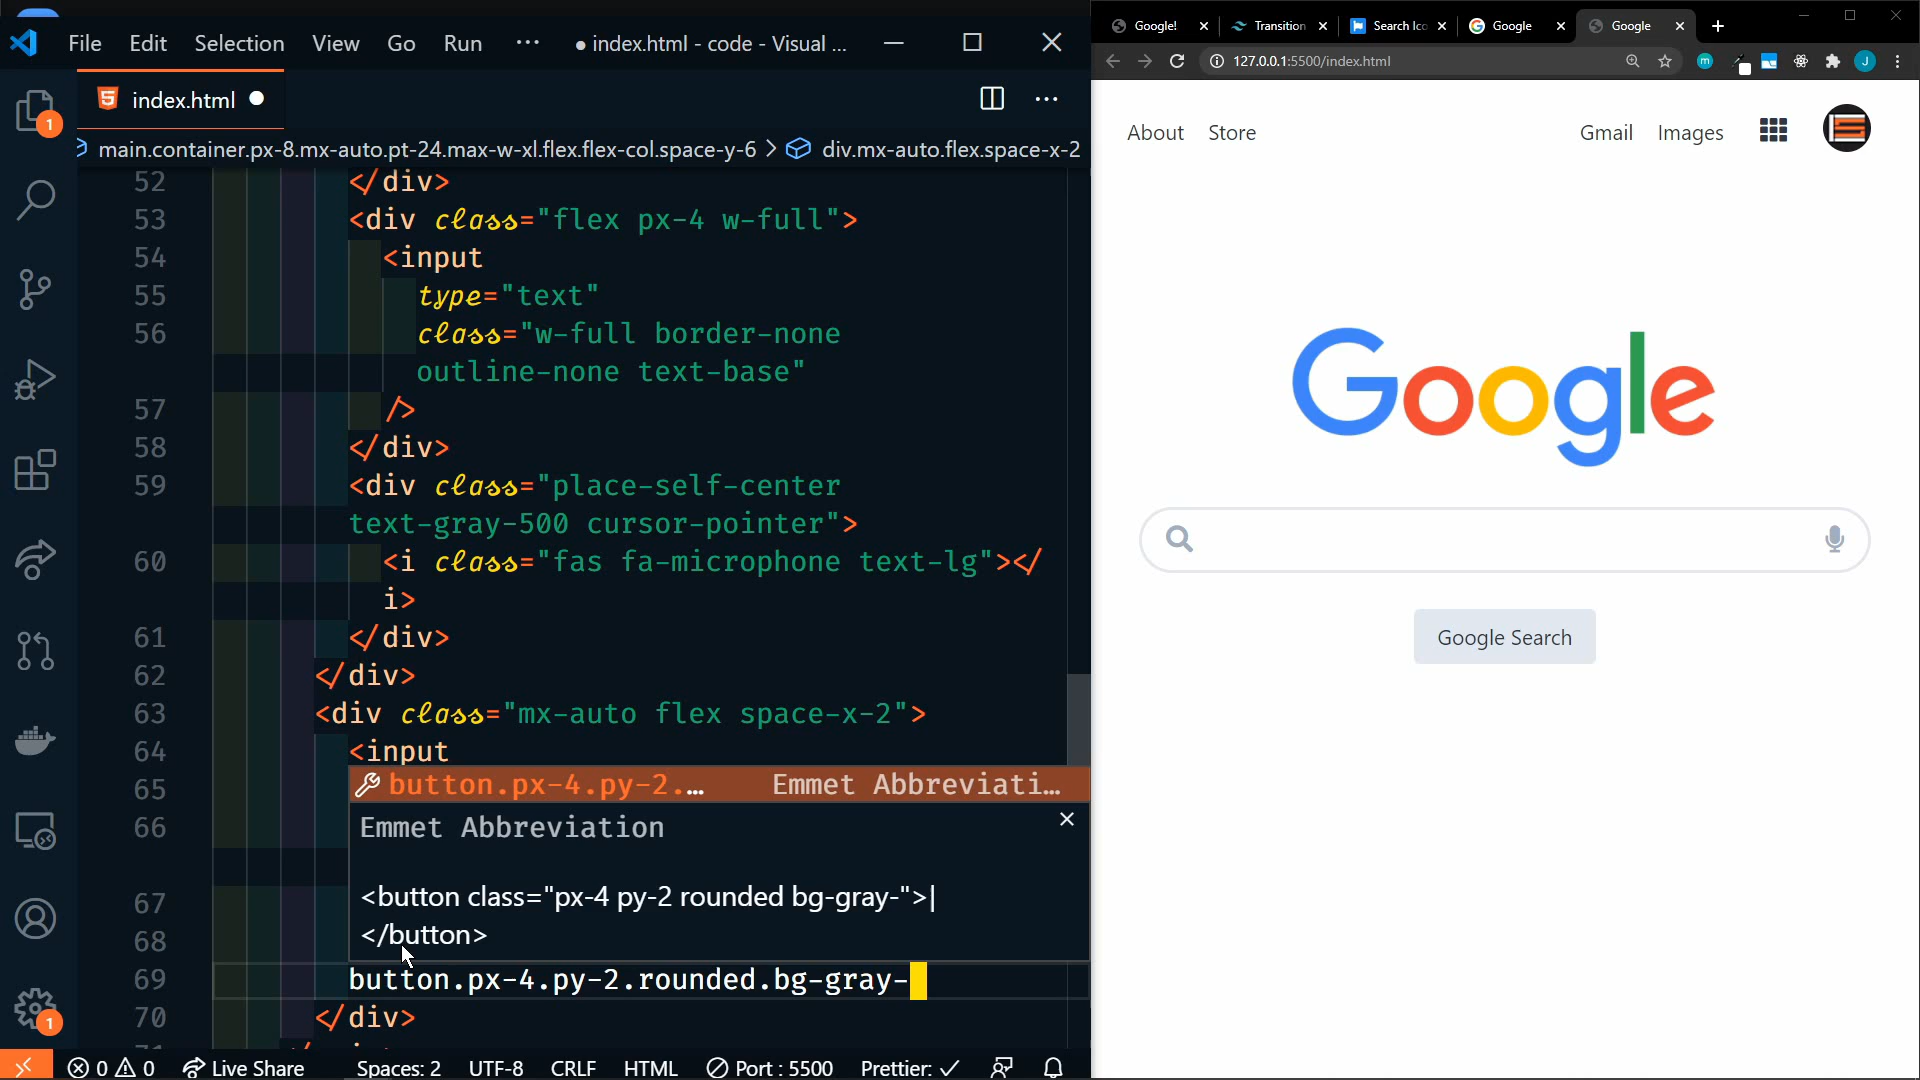 File Edit Selection View Go Run ··· ● index.html - code - Visual ...
index.html
main.container.px-8.mx-auto.pt-24.max-w-xl.flex.flex-col.space-y-6 > div.mx-auto.flex.space-x-2
52 </div>
53 <div class="flex px-4 w-full">
54 <input
55 type="text"
56 class="w-full border-none
outline-none text-base"
57 />
58 </div>
59 <div class="place-self-center
text-gray-500 cursor-pointer">
60 <i class="fas fa-microphone text-lg"></
i>
61 </div>
62 </div>
63 <div class="mx-auto flex space-x-2">
64 <input
65 button.px-4.py-2.… Emmet Abbreviati…
66 Emmet Abbreviation
67 <button class="px-4 py-2 rounded bg-gray-">|
68 </button>
69 button.px-4.py-2.rounded.bg-gray-
70 </div>
1
1
0 0 Live Share Spaces: 2 UTF-8 CRLF HTML Port : 5500 Prettier: ✓
Google! Transition Search Ico Google Google
127.0.0.1:5500/index.html
m J
About Store Gmail Images
Google
Google Search